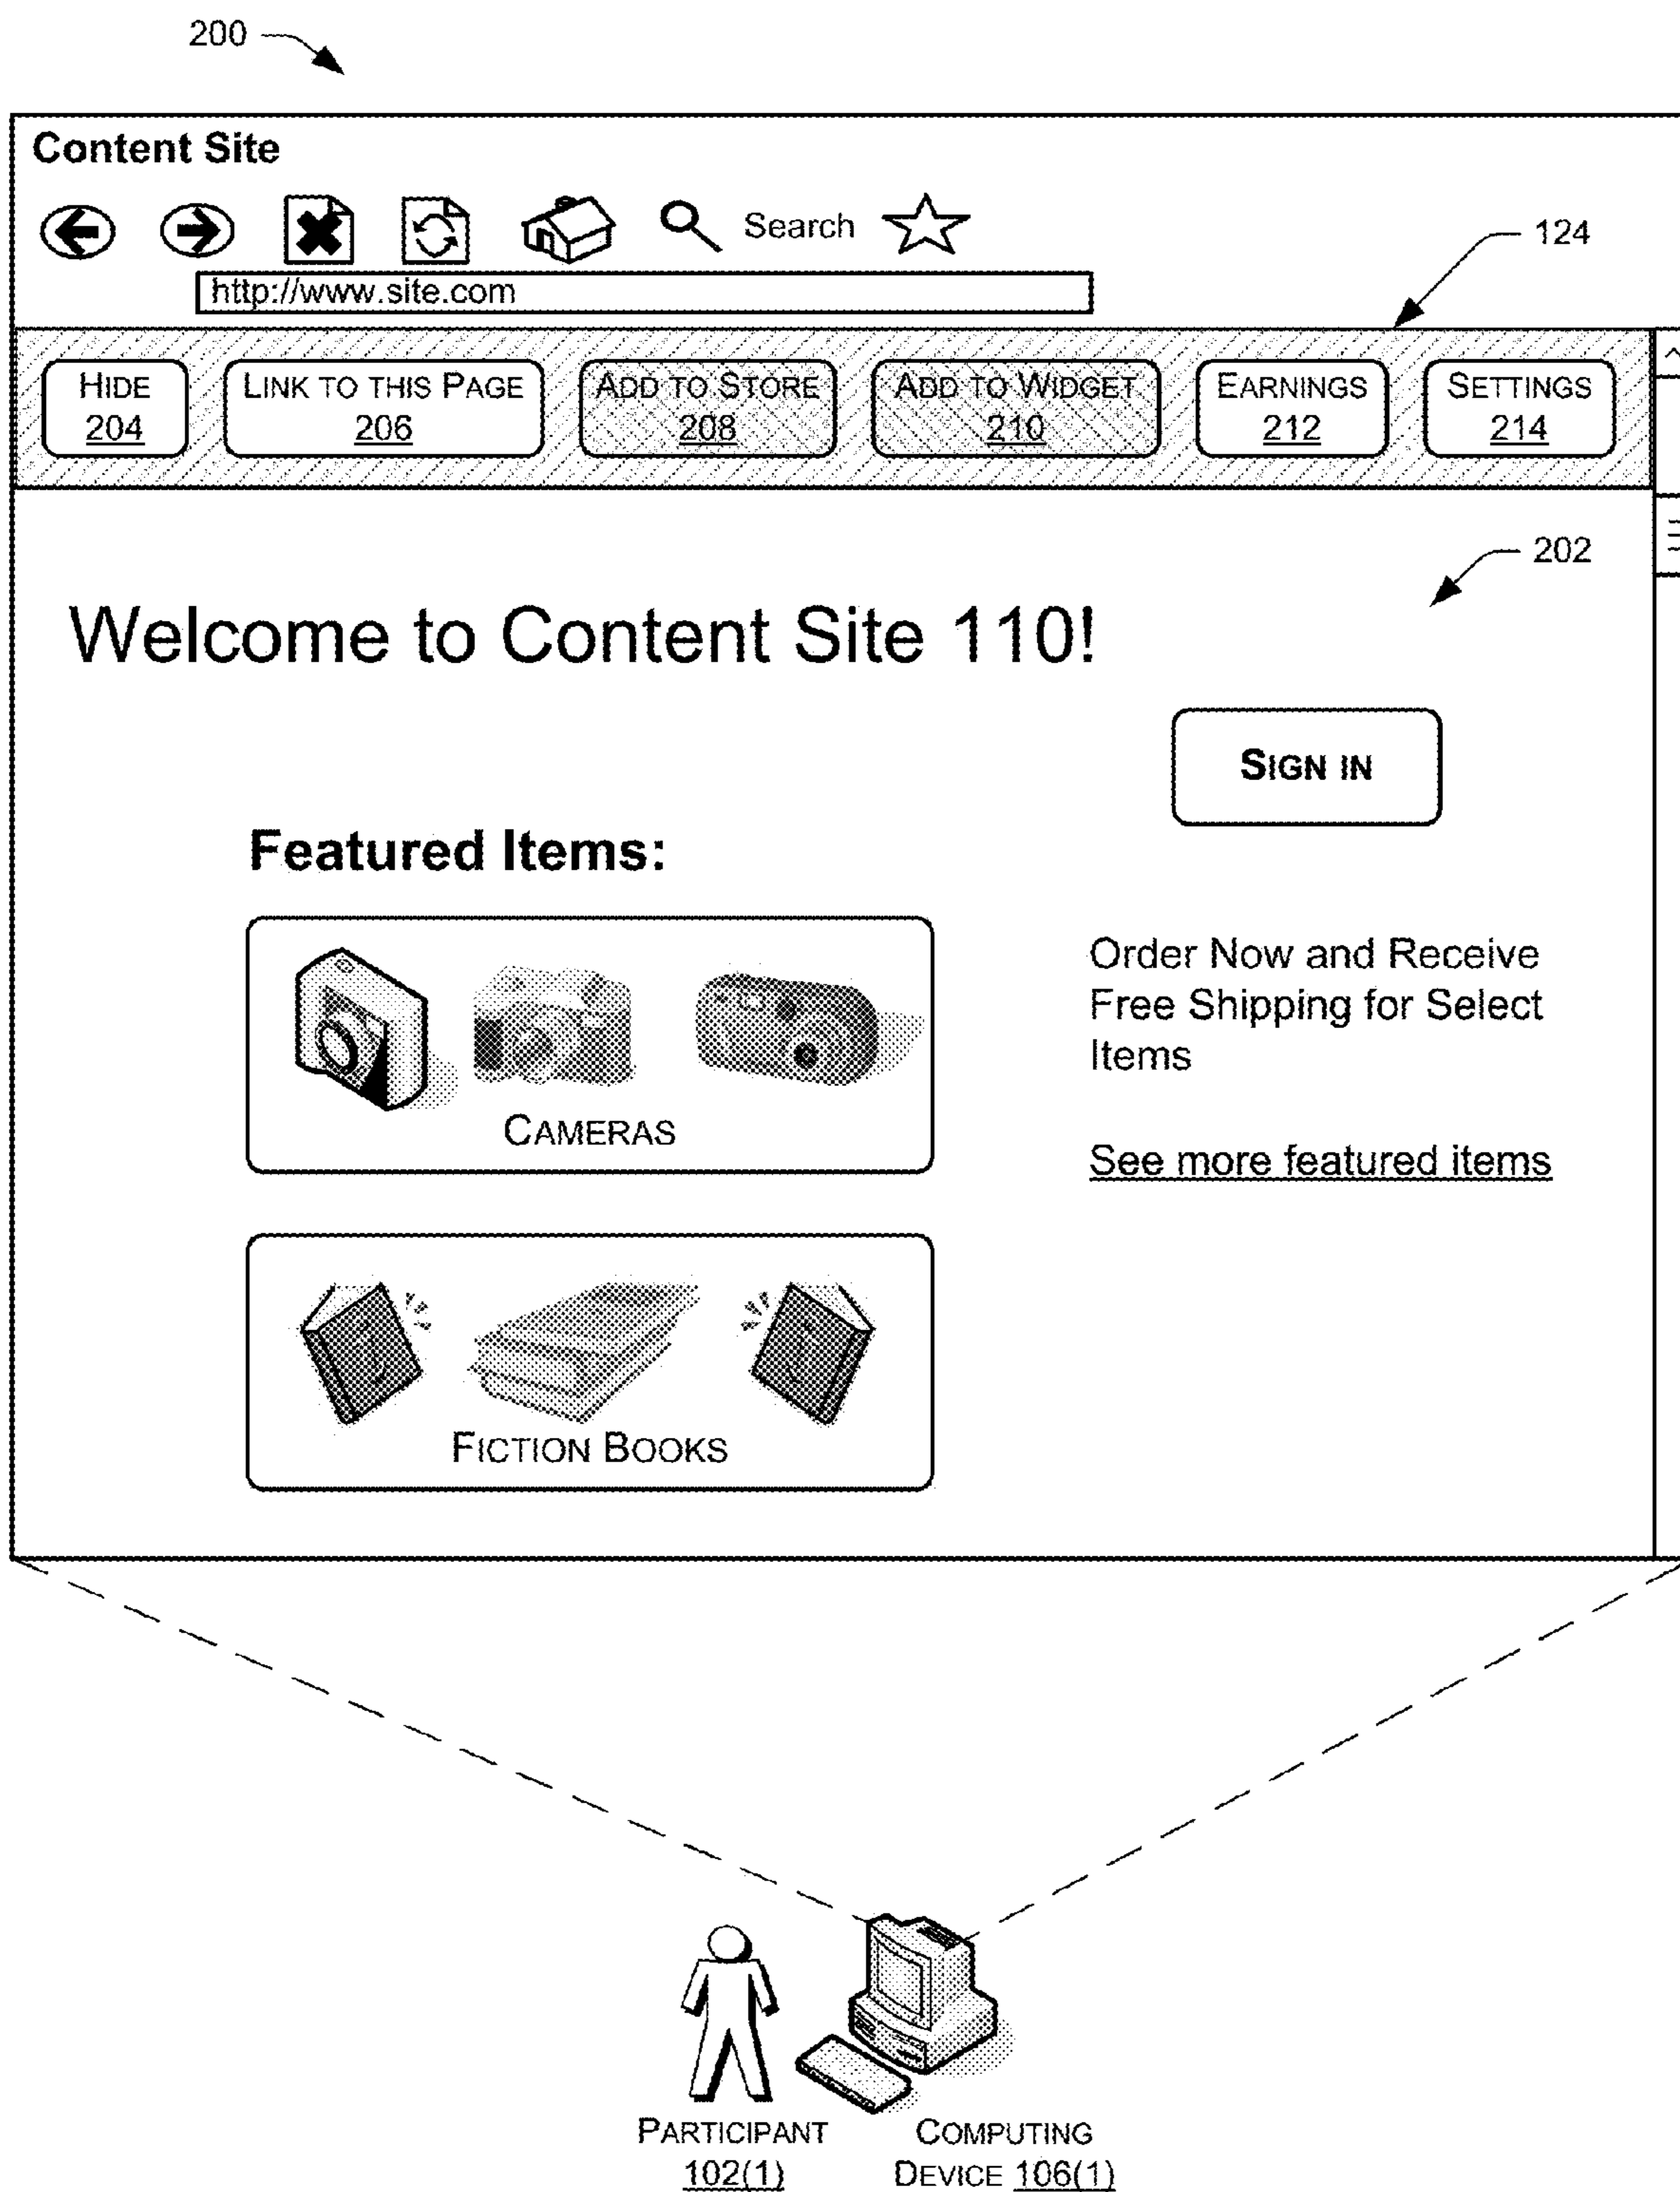 200
Content Site
Search
124
http://www.site.com
HIDE
204
LINK TO THIS PAGE
206
ADD TO STORE
208
ADD TO WIDGET
210
EARNINGS
212
SETTINGS
214
202
Welcome to Content Site 110!
SIGN IN
Featured Items:
Order Now and Receive
Free Shipping for Select
Items
CAMERAS
See more featured items
FICTION BOOKS
PARTICIPANT
102(1)
COMPUTING
DEVICE 106(1)